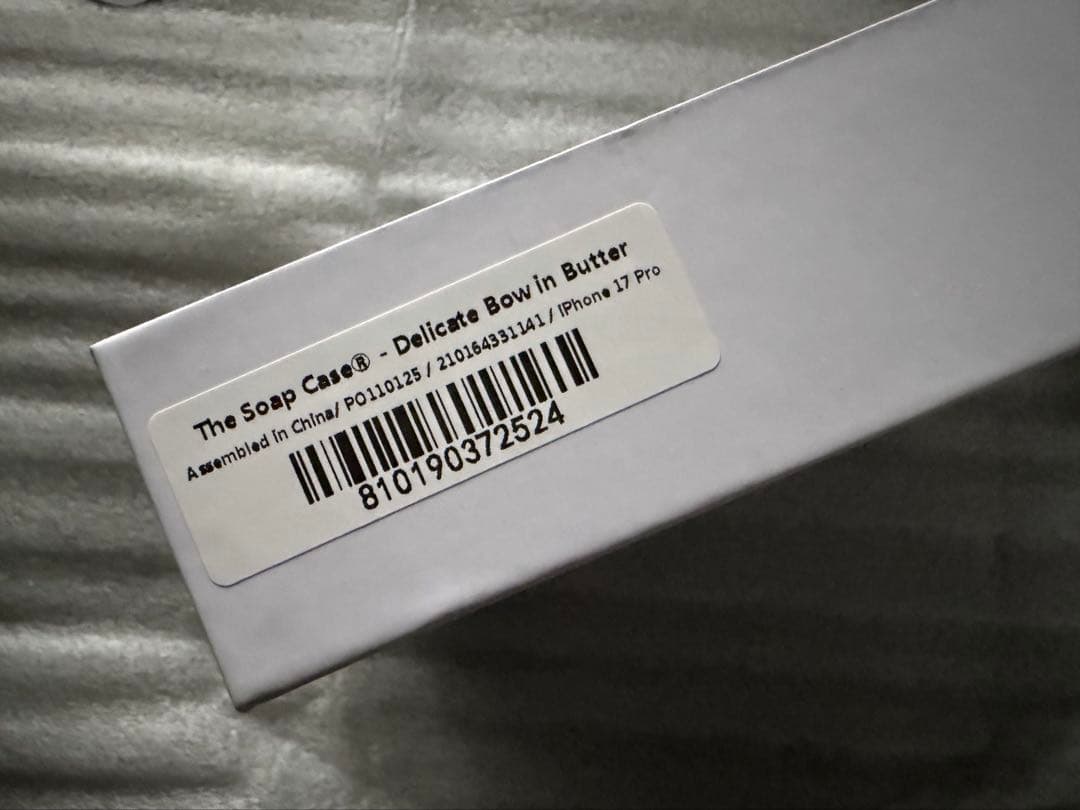 The Soap Case® - Delicate Bow in Butter
Assembled in China/ PO110125 / 210164331141 / iPhone 17 Pro
810190372524